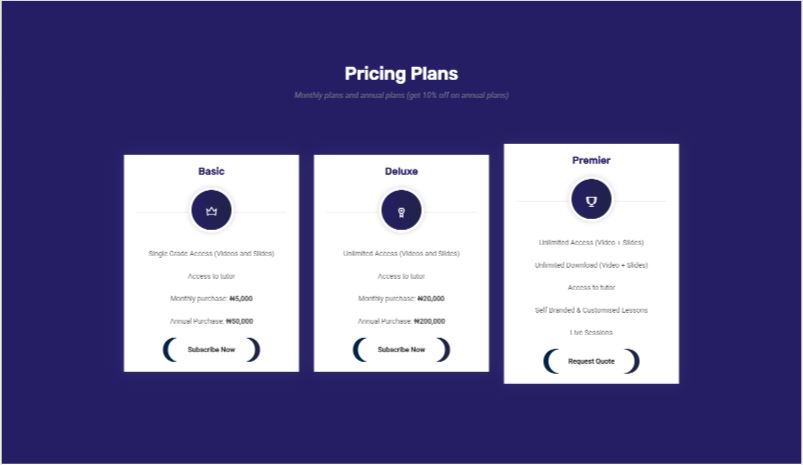 Pricing Plans
Monthly plans and annual plans (get 10% off on annual plans)
Basic
Single Grade Access (Videos and Slides)
Access to tutor
Monthly purchase: ₦5,000
Annual Purchase: ₦50,000
Subscribe Now
Deluxe
Unlimited Access (Videos and Slides)
Access to tutor
Monthly purchase: ₦20,000
Annual Purchase: ₦200,000
Subscribe Now
Premier
Unlimited Access (Video + Slides)
Unlimited Download (Video + Slides)
Access to tutor
Self Branded & Customised Lessons
Live Sessions
Request Quote